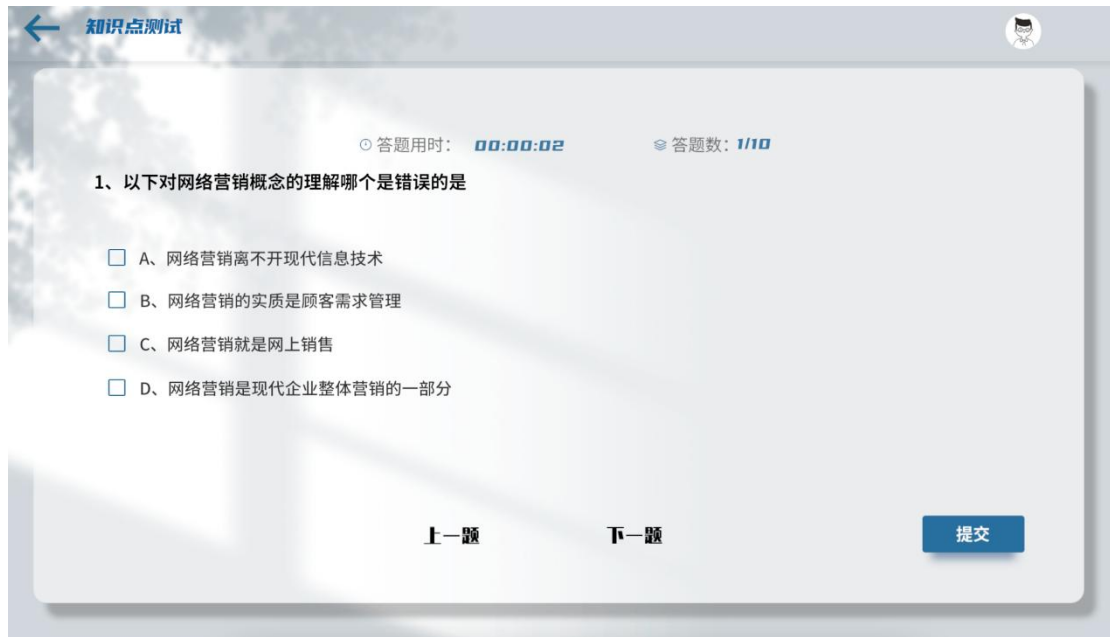 知识点测试
答题用时： 00:00:02 答题数：1/10
1、以下对网络营销概念的理解哪个是错误的是
A、网络营销离不开现代信息技术
B、网络营销的实质是顾客需求管理
C、网络营销就是网上销售
D、网络营销是现代企业整体营销的一部分
上一题 下一题 提交